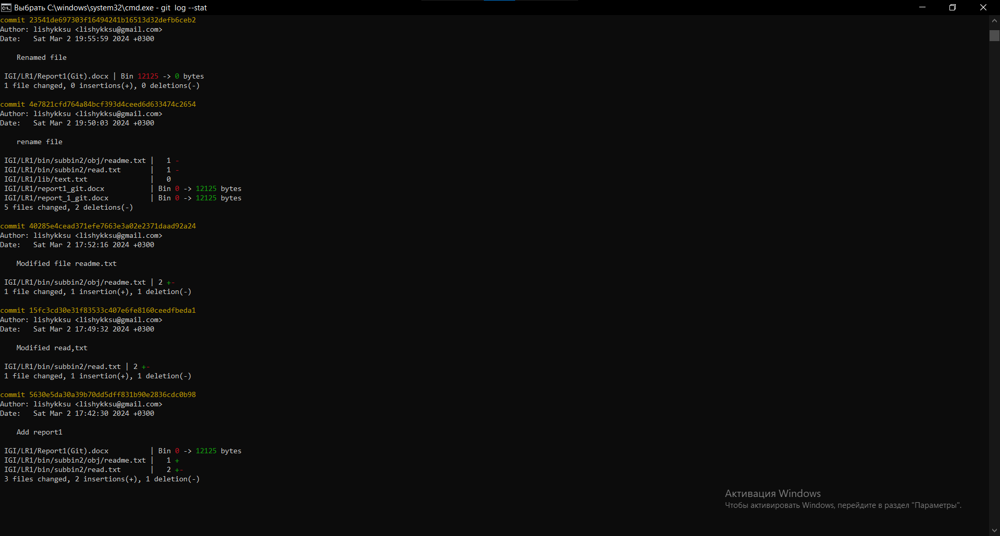 Выбрать C:\windows\system32\cmd.exe - git  log --stat
commit 23541de697303f16494241b16513d32defb6ceb2
Author: lishykksu <lishykksu@gmail.com>
Date:   Sat Mar 2 19:55:59 2024 +0300
    Renamed file
 IGI/LR1/Report1(Git).docx | Bin 12125 -> 0 bytes
 1 file changed, 0 insertions(+), 0 deletions(-)
commit 4e7821cfd764a84bcf393d4ceed6d633474c2654
Author: lishykksu <lishykksu@gmail.com>
Date:   Sat Mar 2 19:50:03 2024 +0300
    rename file
 IGI/LR1/bin/subbin2/obj/readme.txt |   1 -
 IGI/LR1/bin/subbin2/read.txt       |   1 -
 IGI/LR1/lib/text.txt               |   0
 IGI/LR1/report1_git.docx           | Bin 0 -> 12125 bytes
 IGI/LR1/report_1_git.docx          | Bin 0 -> 12125 bytes
 5 files changed, 2 deletions(-)
commit 40285e4cead371efe7663e3a02e2371daad92a24
Author: lishykksu <lishykksu@gmail.com>
Date:   Sat Mar 2 17:52:16 2024 +0300
    Modified file readme.txt
 IGI/LR1/bin/subbin2/obj/readme.txt | 2 +-
 1 file changed, 1 insertion(+), 1 deletion(-)
commit 15fc3cd30e31f83533c407e6fe8160ceedfbeda1
Author: lishykksu <lishykksu@gmail.com>
Date:   Sat Mar 2 17:49:32 2024 +0300
    Modified read,txt
 IGI/LR1/bin/subbin2/read.txt | 2 +-
 1 file changed, 1 insertion(+), 1 deletion(-)
commit 5630e5da30a39b70dd5dff831b90e2836cdc0b98
Author: lishykksu <lishykksu@gmail.com>
Date:   Sat Mar 2 17:42:30 2024 +0300
    Add report1
 IGI/LR1/Report1(Git).docx          | Bin 0 -> 12125 bytes
 IGI/LR1/bin/subbin2/obj/readme.txt |   1 +
 IGI/LR1/bin/subbin2/read.txt       |   2 +-
 3 files changed, 2 insertions(+), 1 deletion(-)
Активация Windows
Чтобы активировать Windows, перейдите в раздел "Параметры".